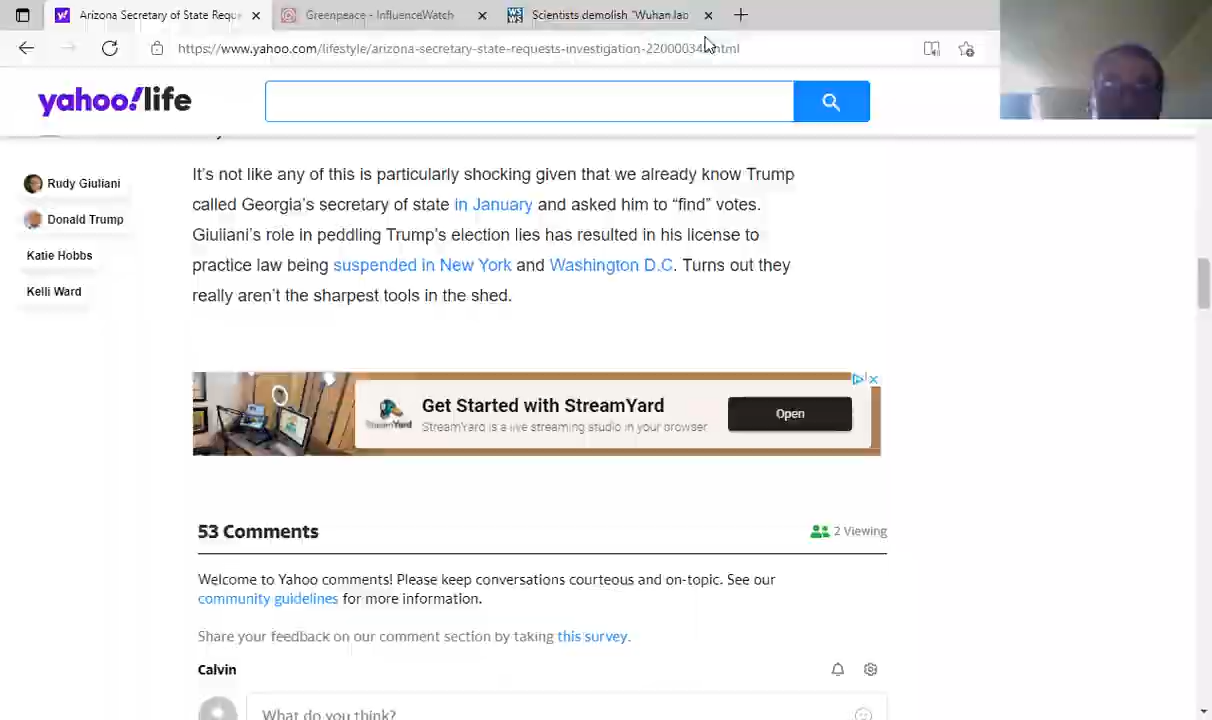 Arizona Secretary of State Requ
Greenpeace - InfluenceWatch
Scientists demolish "Wuhan lab
https://www.yahoo.com/lifestyle/arizona-secretary-state-requests-investigation-22000034 html
yahoo!life
Rudy Giuliani
Donald Trump
Katie Hobbs
Kelli Ward
It's not like any of this is particularly shocking given that we already know Trump
called Georgia's secretary of state in January and asked him to “find” votes.
Giuliani's role in peddling Trump's election lies has resulted in his license to
practice law being suspended in New York and Washington D.C. Turns out they
really aren't the sharpest tools in the shed.
Get Started with StreamYard
StreamYard is a live streaming studio in your browser
Open
StreamYard
53 Comments
2 Viewing
Welcome to Yahoo comments! Please keep conversations courteous and on-topic. See our
community guidelines for more information.
Share your feedback on our comment section by taking this survey.
Calvin
What do you think?